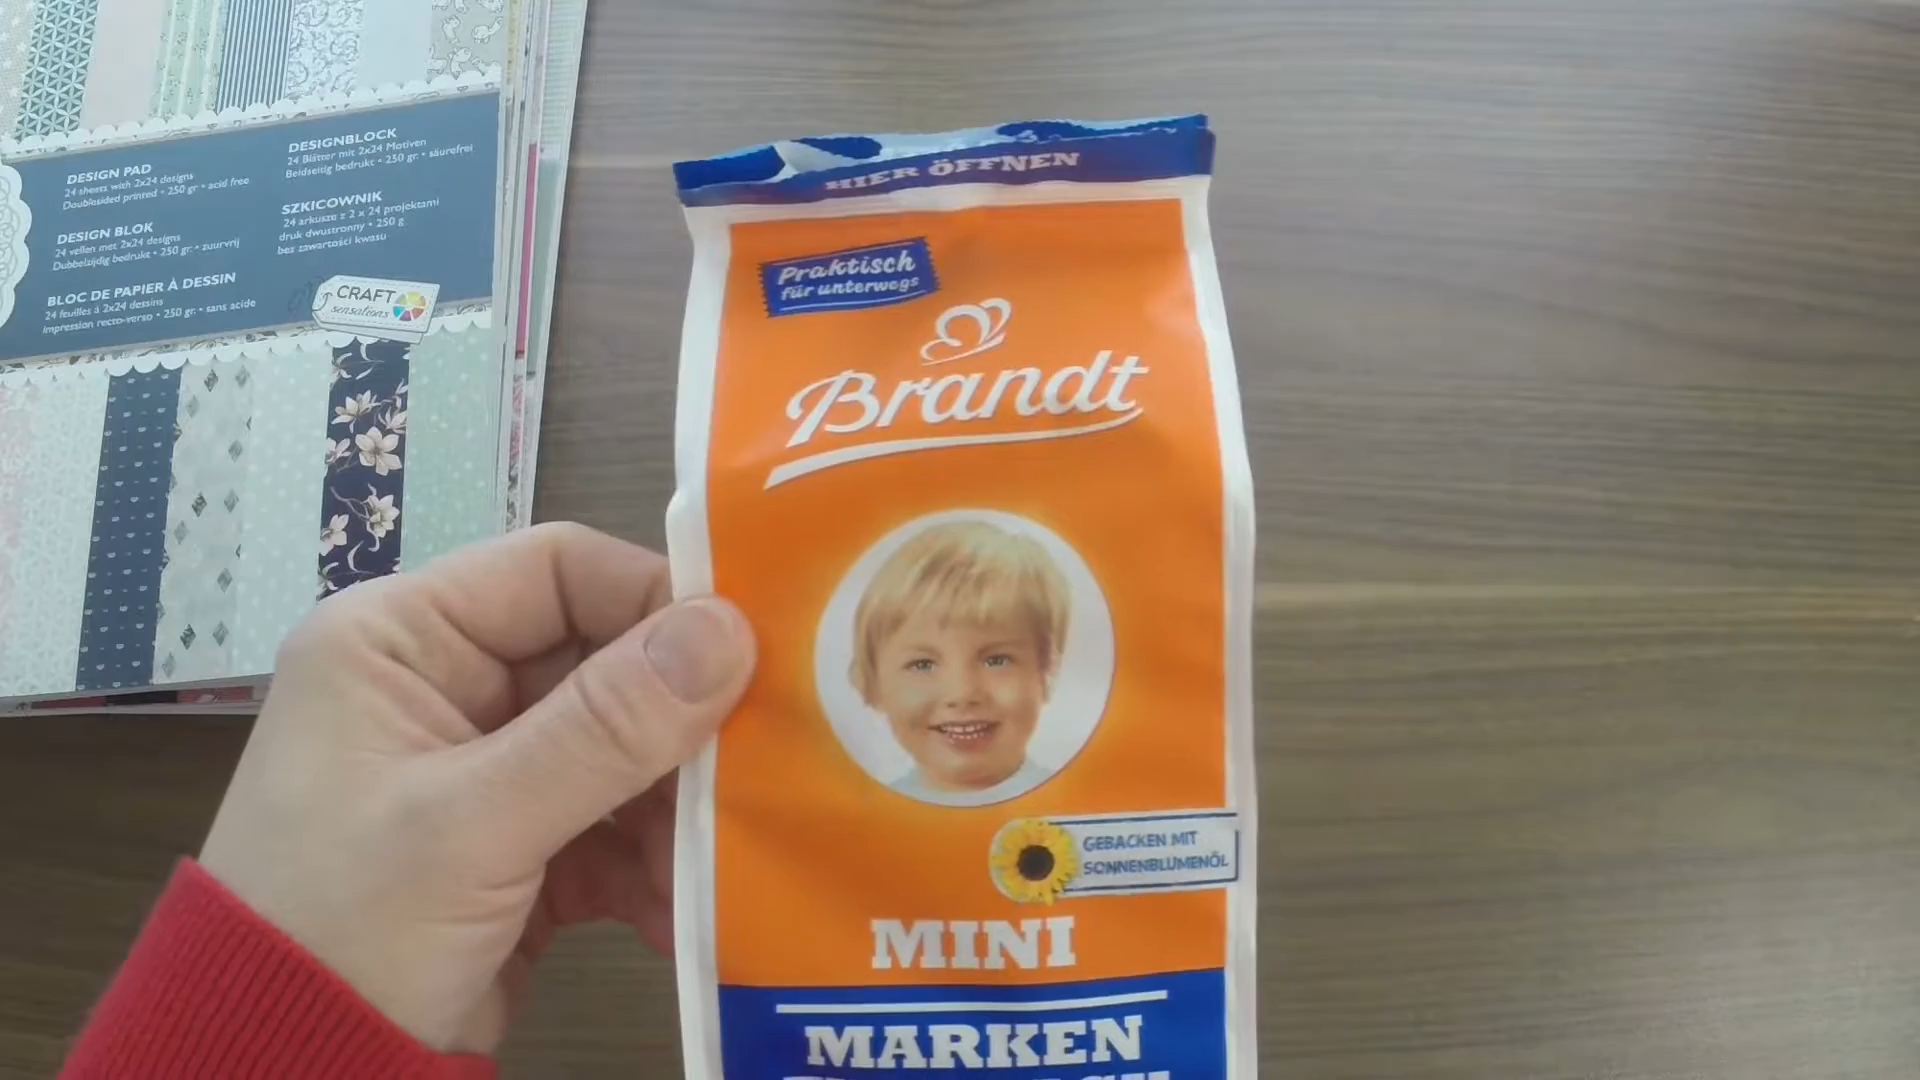 DESIGN PAD
24 sheets with 2x24 designs
Doublesided printed • 250 gr • acid free
DESIGN BLOK
24 vellen met 2x24 designs
Dubbelzijdig bedrukt • 250 gr. • zuurvrij
BLOC DE PAPIER À DESSIN
24 feuilles à 2x24 dessins
Impression recto-verso • 250 gr. • sans acide
DESIGNBLOCK
24 Blätter mit 2x24 Motiven
Beidseitig bedrukt • 250 gr. • säurefrei
SZKICOWNIK
24 arkusze z 2 x 24 projektami
druk dwustronny • 250 g
bez zawartości kwasu
CRAFT
sensations
HIER ÖFFNEN
Praktisch
für unterwegs
Brandt
GEBACKEN MIT
SONNENBLUMENÖL
MINI
MARKEN